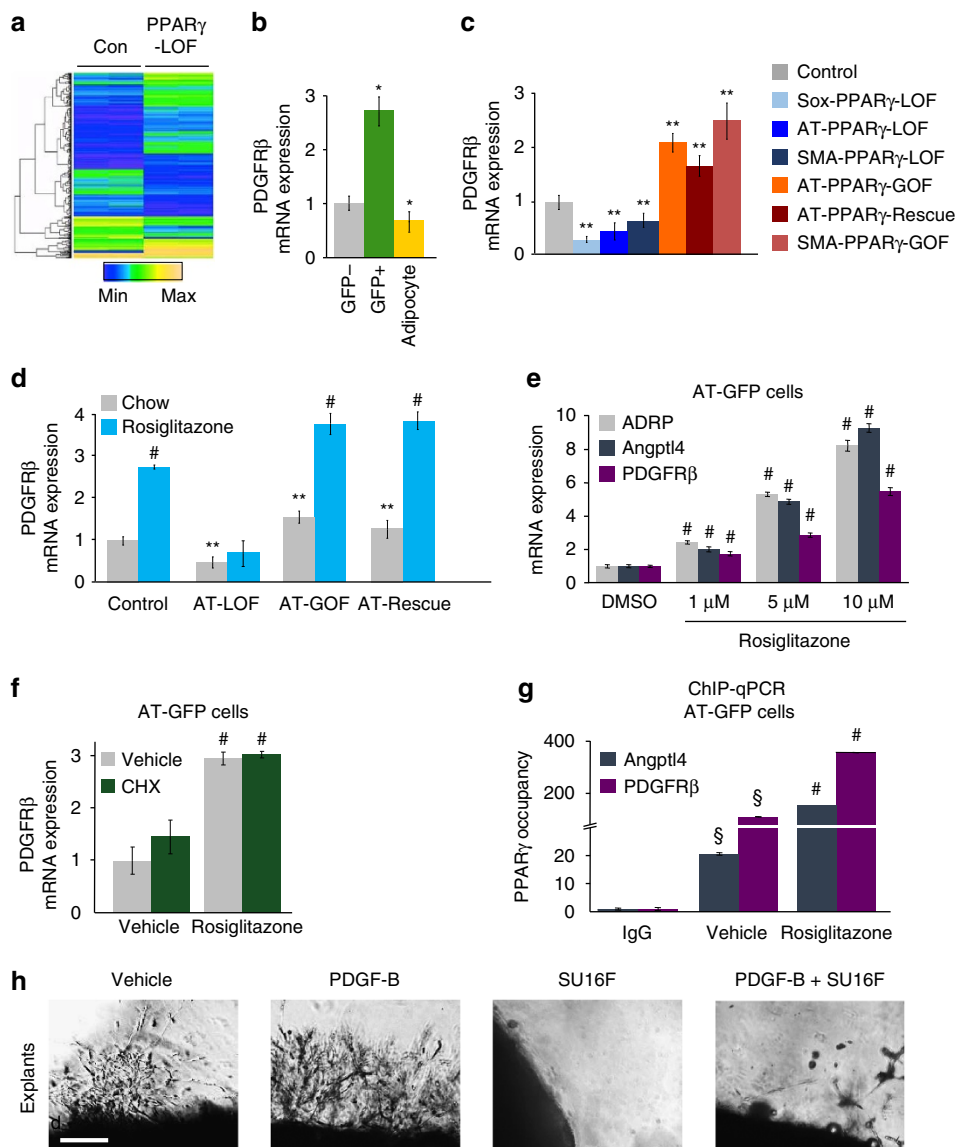 a
Con
PPARγ
-LOF
Min
Max
b
PDGFRβ
mRNA expression
3
2
1
0
*
*
GFP–
GFP+
Adipocyte
c
PDGFRβ
mRNA expression
3
2
1
0
**
**
**
**
**
**
Control
Sox-PPARγ-LOF
AT-PPARγ-LOF
SMA-PPARγ-LOF
AT-PPARγ-GOF
AT-PPARγ-Rescue
SMA-PPARγ-GOF
d
PDGFRβ
mRNA expression
4
3
2
1
0
Chow
Rosiglitazone
#
**
**
#
**
#
Control
AT-LOF
AT-GOF
AT-Rescue
e
AT-GFP cells
mRNA expression
10
8
6
4
2
0
ADRP
Angptl4
PDGFRβ
# # #
# # #
# # #
DMSO
1 μM
5 μM
10 μM
Rosiglitazone
f
AT-GFP cells
PDGFRβ
mRNA expression
3
2
1
0
Vehicle
CHX
# #
Vehicle
Rosiglitazone
g
ChIP-qPCR
AT-GFP cells
PPARγ occupancy
400
200
20
10
0
Angptl4
PDGFRβ
§
§
#
#
IgG
Vehicle
Rosiglitazone
h
Vehicle
PDGF-B
SU16F
PDGF-B + SU16F
Explants